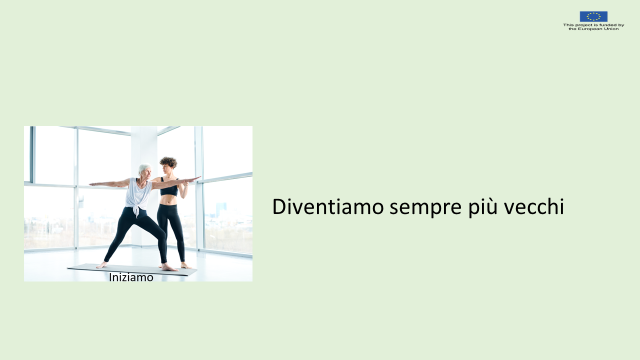 This project is funded by
the European Union
Diventiamo sempre più vecchi
Iniziamo